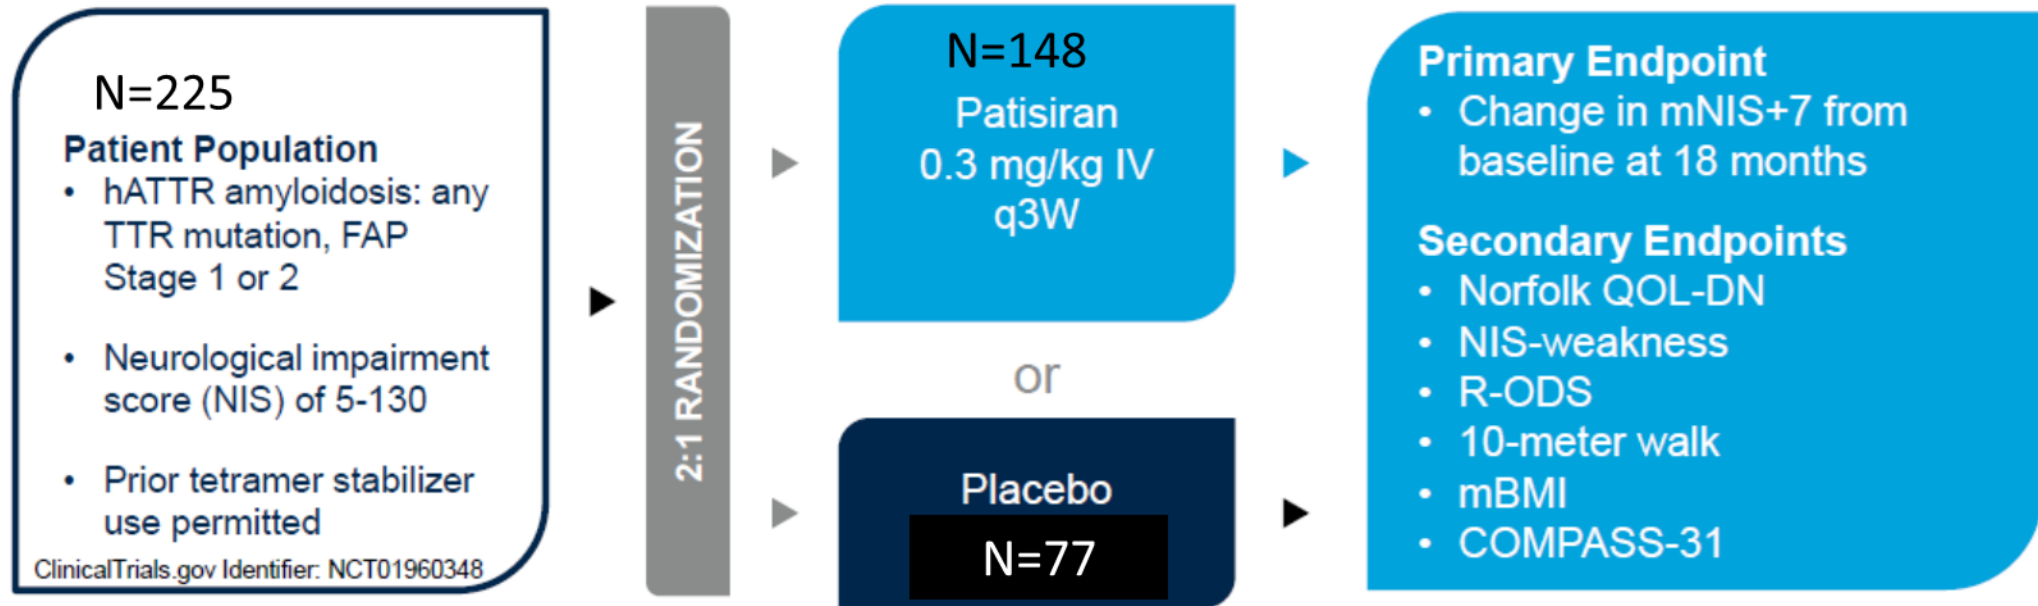 N=225
Patient Population
• hATTR amyloidosis: any
TTR mutation, FAP
Stage 1 or 2
• Neurological impairment
score (NIS) of 5-130
• Prior tetramer stabilizer
use permitted
ClinicalTrials.gov Identifier: NCT01960348
2:1 RANDOMIZATION
N=148
Patisiran
0.3 mg/kg IV
q3W
or
Placebo
N=77
Primary Endpoint
• Change in mNIS+7 from
baseline at 18 months
Secondary Endpoints
• Norfolk QOL-DN
• NIS-weakness
• R-ODS
• 10-meter walk
• mBMI
• COMPASS-31